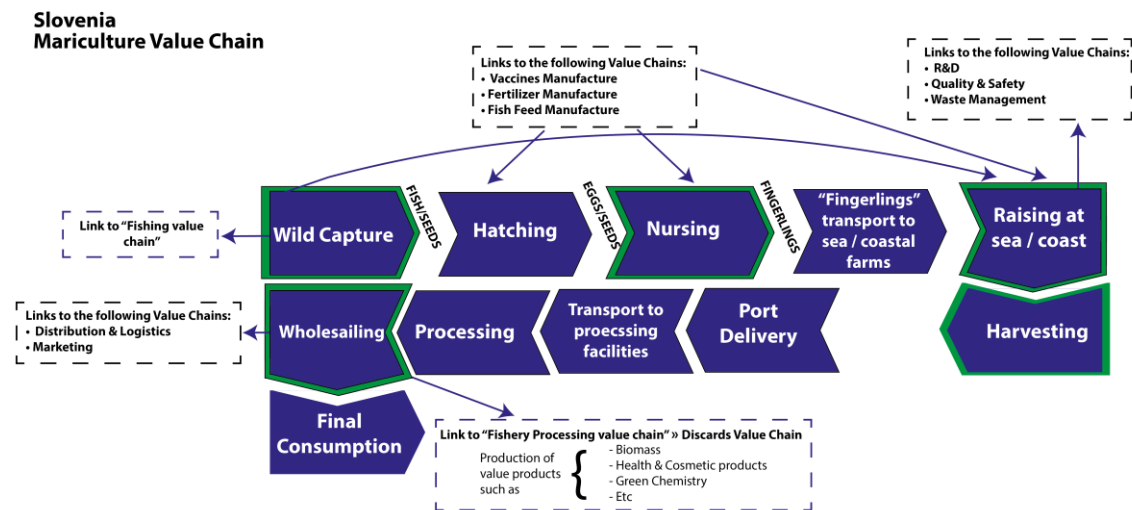 Slovenia
Mariculture Value Chain
Links to the following Value Chains:
• Vaccines Manufacture
• Fertilizer Manufacture
• Fish Feed Manufacture
Links to the following Value Chains:
• R&D
• Quality & Safety
• Waste Management
Link to “Fishing value
chain”
Wild Capture
FISH/SEEDS
Hatching
EGGS/SEEDS
Nursing
FINGERLINGS
“Fingerlings”
transport to
sea / coastal
farms
Raising at
sea / coast
Links to the following Value Chains:
• Distribution & Logistics
• Marketing
Wholesailing
Processing
Transport to
proecssing
facilities
Port
Delivery
Harvesting
Final
Consumption
Link to “Fishery Processing value chain” » Discards Value Chain
Production of
value products
such as
{
- Biomass
- Health & Cosmetic products
- Green Chemistry
- Etc